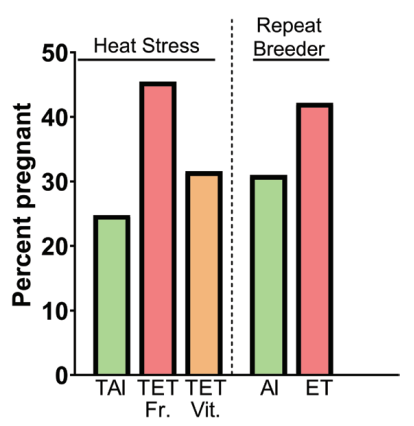 Heat Stress
Repeat
Breeder
Percent pregnant
50
40
30
20
10
0
TAI TET TET AI ET
Fr. Vit.